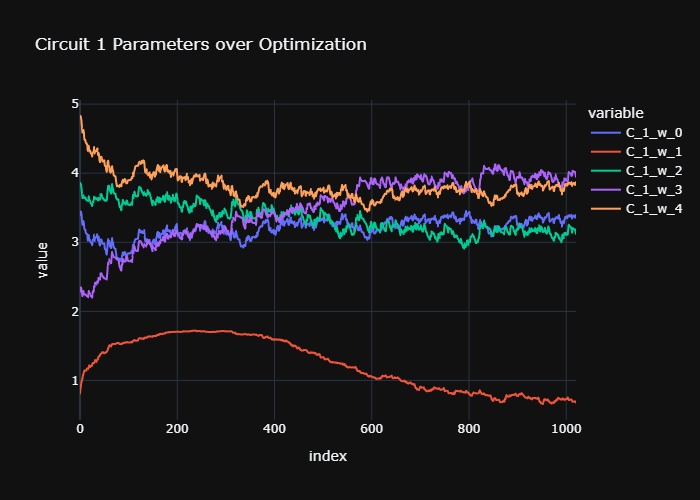 Circuit 1 Parameters over Optimization
5
4
3
2
1
0
200
400
600
800
1000
value
index
variable
C_1_w_0
C_1_w_1
C_1_w_2
C_1_w_3
C_1_w_4